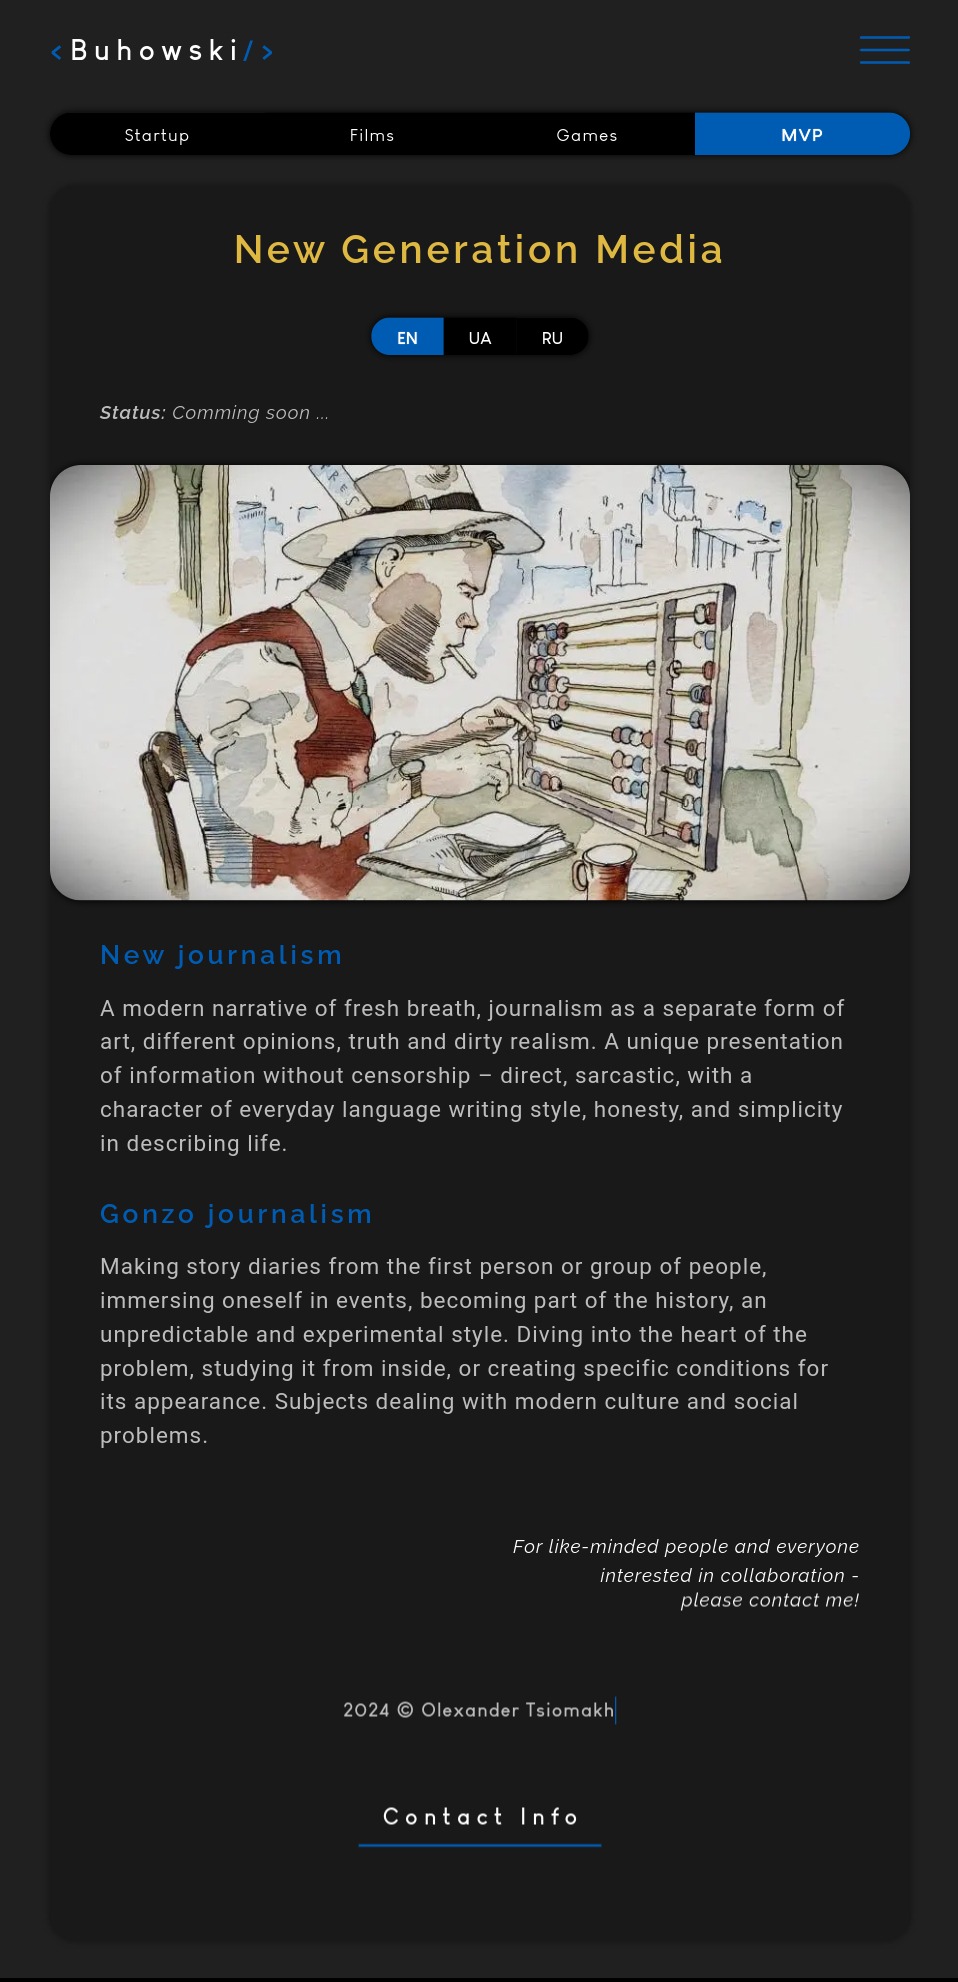 <Buhowski/>
Startup Films Games MVP
New Generation Media
EN UA RU
Status: Comming soon ...
PRESS
New journalism
A modern narrative of fresh breath, journalism as a separate form of
art, different opinions, truth and dirty realism. A unique presentation
of information without censorship – direct, sarcastic, with a
character of everyday language writing style, honesty, and simplicity
in describing life.
Gonzo journalism
Making story diaries from the first person or group of people,
immersing oneself in events, becoming part of the history, an
unpredictable and experimental style. Diving into the heart of the
problem, studying it from inside, or creating specific conditions for
its appearance. Subjects dealing with modern culture and social
problems.
For like-minded people and everyone
interested in collaboration -
please contact me!
2024 © Olexander Tsiomakh
Contact Info